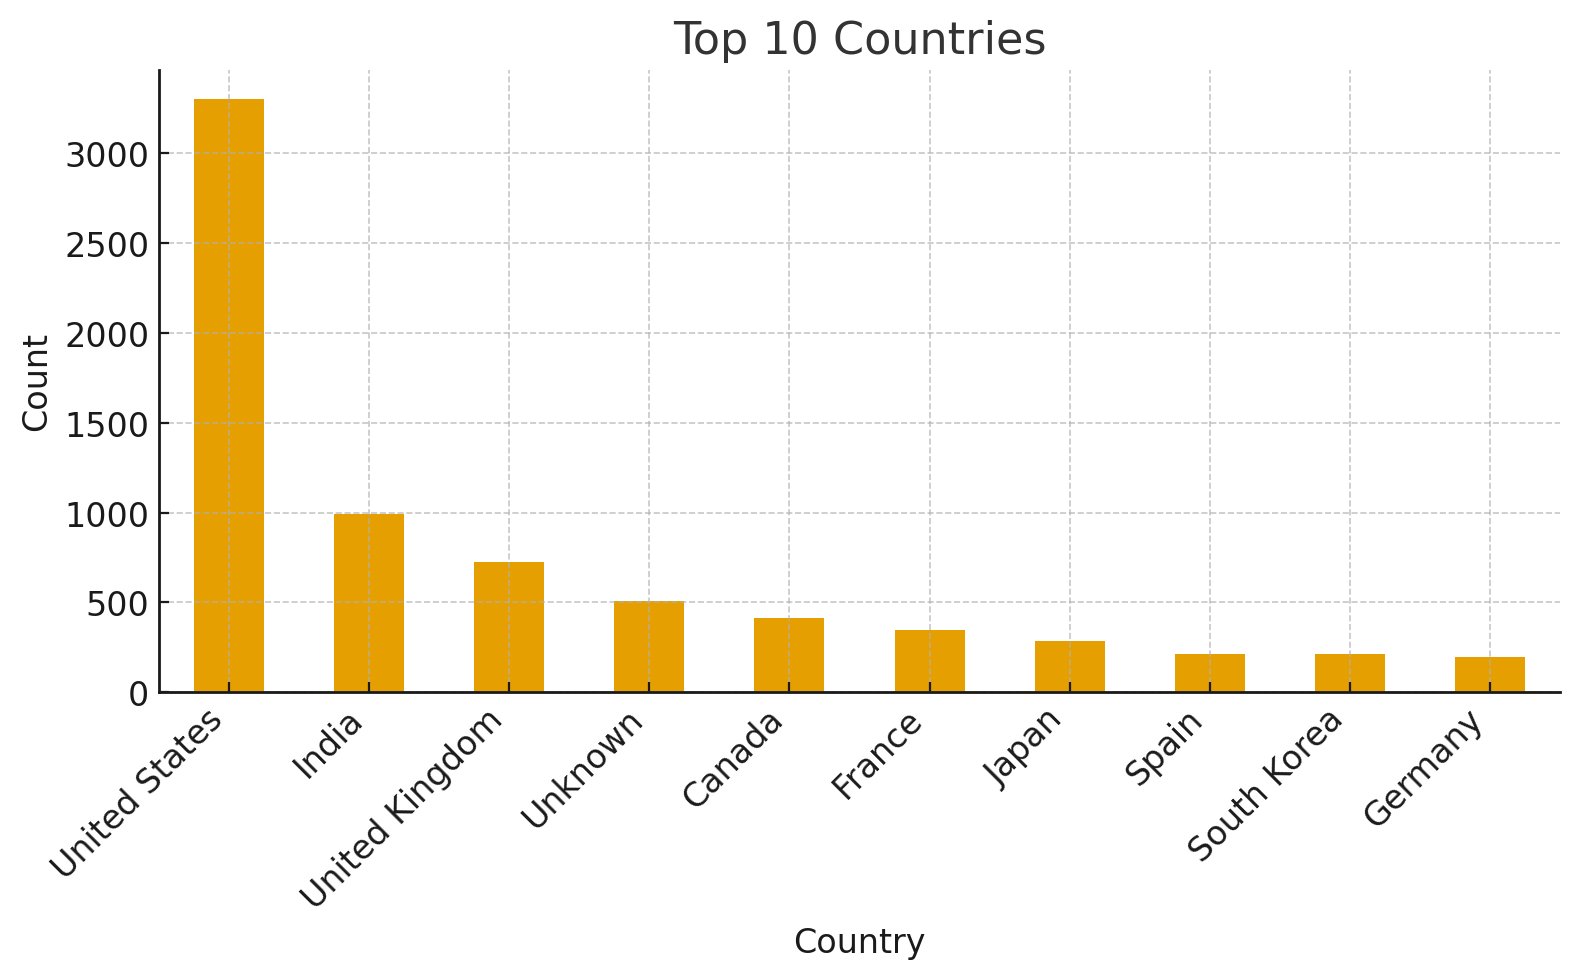 Top 10 Countries
Count
3000
2500
2000
1500
1000
500
0
United States
India
United Kingdom
Unknown
Canada
France
Japan
Spain
South Korea
Germany
Country